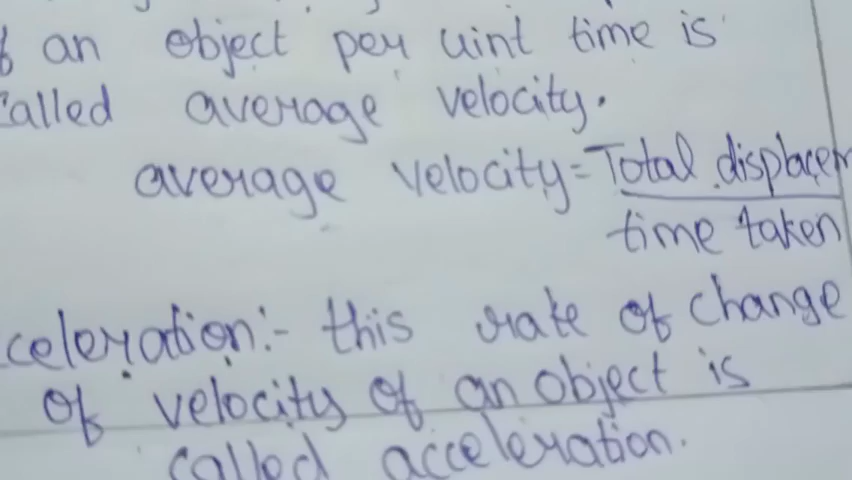 an object per uint time is
called average velocity.
average velocity = Total displacem
time taken
celeration:- this rate of change
of velocity of an object is
called acceleration.